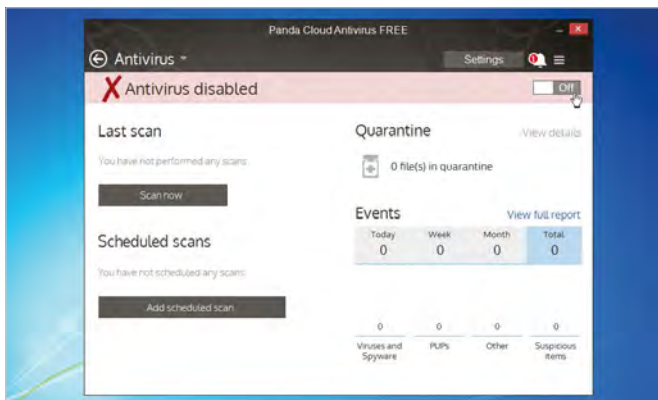 Panda Cloud Antivirus FREE
Antivirus
Settings
Antivirus disabled
Off
Last scan
You have not performed any scans
Scan now
Scheduled scans
You have not scheduled any scans
Add scheduled scan
Quarantine
View details
0 file(s) in quarantine
Events
View full report
Today Week Month Total
0 0 0 0
0 0 0 0
Viruses and PUPs Other Suspicious
Spyware items